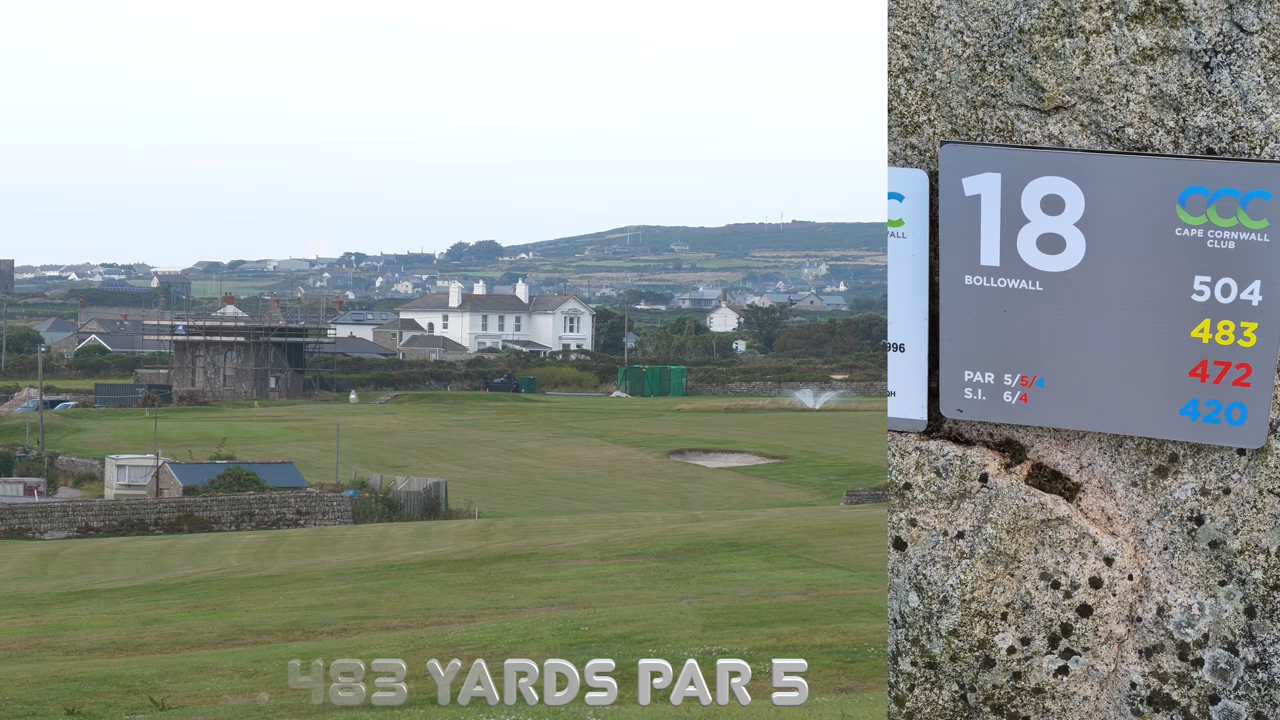 483 YARDS PAR 5
18
BOLLOWALL
CCC
CAPE CORNWALL
CLUB
504
483
472
420
PAR 5/5/4
S.I. 6/4
996